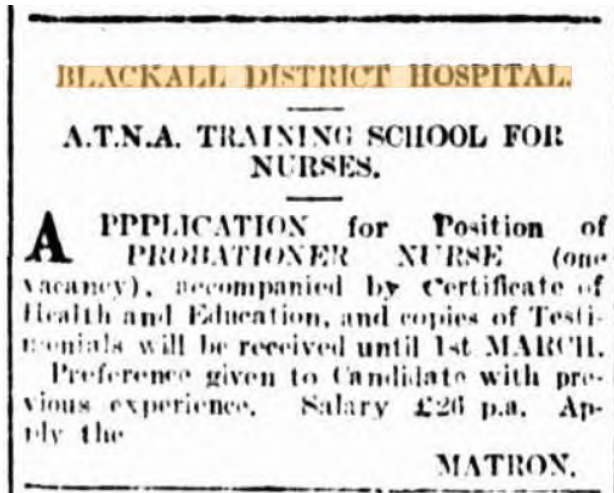 BLACKALL DISTRICT HOSPITAL.
A.T.N.A. TRAINING SCHOOL FOR
NURSES.
A PPPLICATION for Position of
PROBATIONER NURSE (one
vacancy), accompanied by Certificate of
Health and Education, and copies of Testi-
monials will be received until 1st MARCH.
Preference given to Candidate with pre-
vious experience. Salary £26 p.a. Ap-
ply the
MATRON.